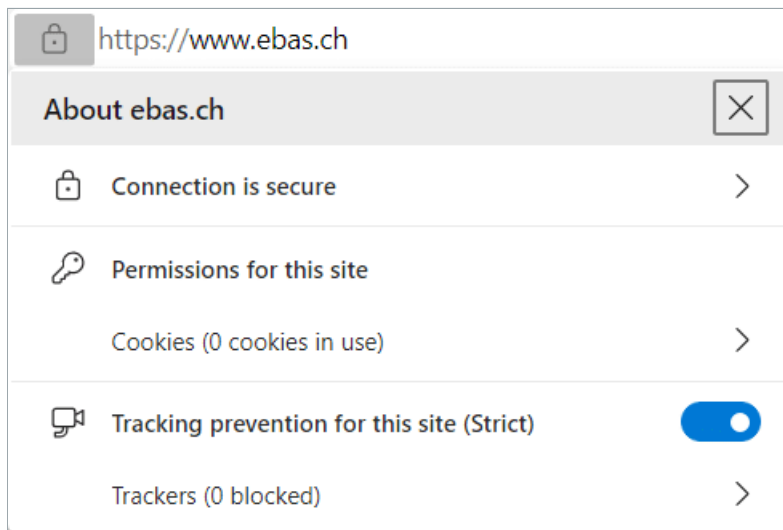 https://www.ebas.ch
About ebas.ch
Connection is secure
Permissions for this site
Cookies (0 cookies in use)
Tracking prevention for this site (Strict)
Trackers (0 blocked)